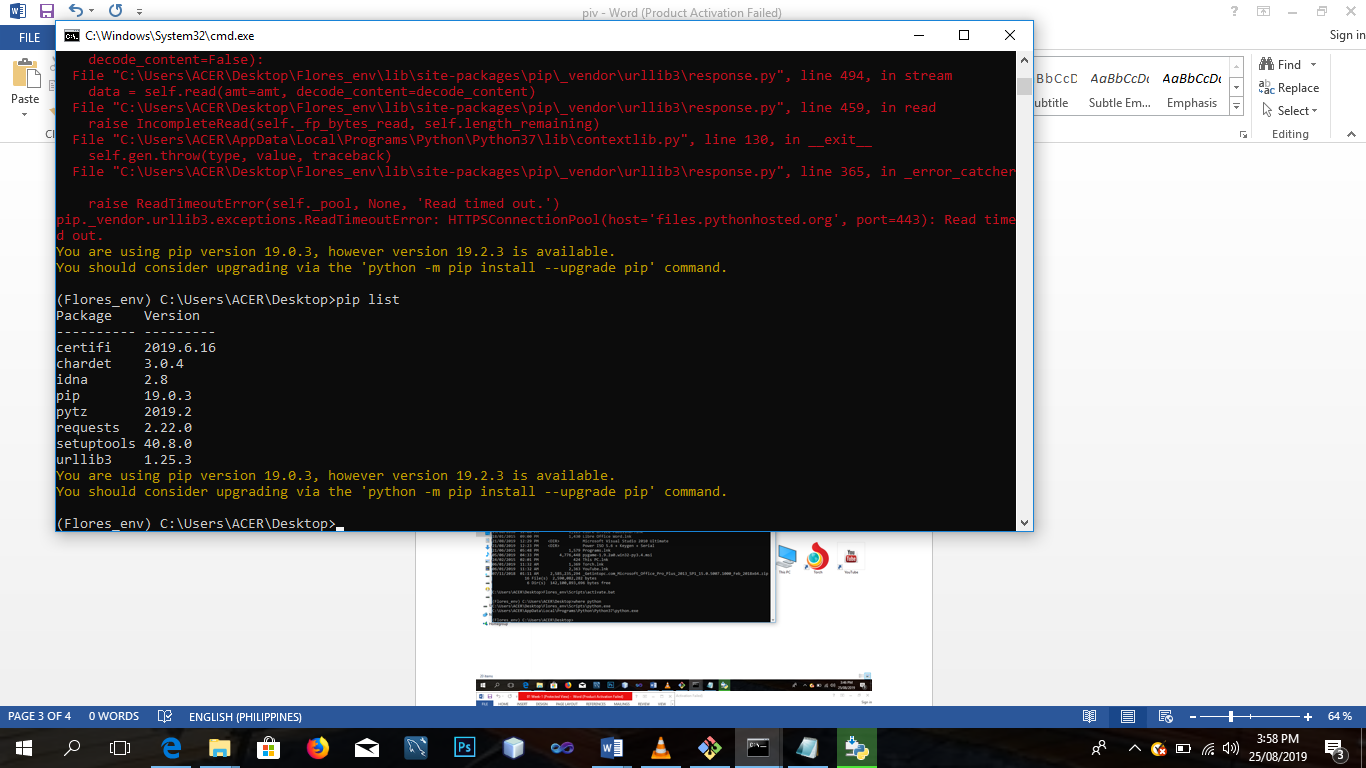 piv - Word (Product Activation Failed)
FILE
C:\Windows\System32\cmd.exe
Sign in
Paste
Find
Replace
Select
Editing
AaBbCcDc
AaBbCcDc
Subtle Em...
Emphasis
decode_content=False):
File "C:\Users\ACER\Desktop\Flores_env\lib\site-packages\pip\_vendor\urllib3\response.py", line 494, in stream
data = self.read(amt=amt, decode_content=decode_content)
File "C:\Users\ACER\Desktop\Flores_env\lib\site-packages\pip\_vendor\urllib3\response.py", line 459, in read
raise IncompleteRead(self._fp_bytes_read, self.length_remaining)
File "C:\Users\ACER\AppData\Local\Programs\Python\Python37\lib\contextlib.py", line 130, in __exit__
self.gen.throw(type, value, traceback)
File "C:\Users\ACER\Desktop\Flores_env\lib\site-packages\pip\_vendor\urllib3\response.py", line 365, in _error_catcher
raise ReadTimeoutError(self._pool, None, 'Read timed out.')
pip._vendor.urllib3.exceptions.ReadTimeoutError: HTTPSConnectionPool(host='files.pythonhosted.org', port=443): Read time
d out.
You are using pip version 19.0.3, however version 19.2.3 is available.
You should consider upgrading via the 'python -m pip install --upgrade pip' command.
(Flores_env) C:\Users\ACER\Desktop>pip list
Package    Version
---------- ---------
certifi    2019.6.16
chardet    3.0.4
idna       2.8
pip        19.0.3
pytz       2019.2
requests   2.22.0
setuptools 40.8.0
urllib3    1.25.3
You are using pip version 19.0.3, however version 19.2.3 is available.
You should consider upgrading via the 'python -m pip install --upgrade pip' command.
(Flores_env) C:\Users\ACER\Desktop>
This PC
Torch
YouTube
PAGE 3 OF 4
0 WORDS
ENGLISH (PHILIPPINES)
64 %
3:58 PM
25/08/2019
3